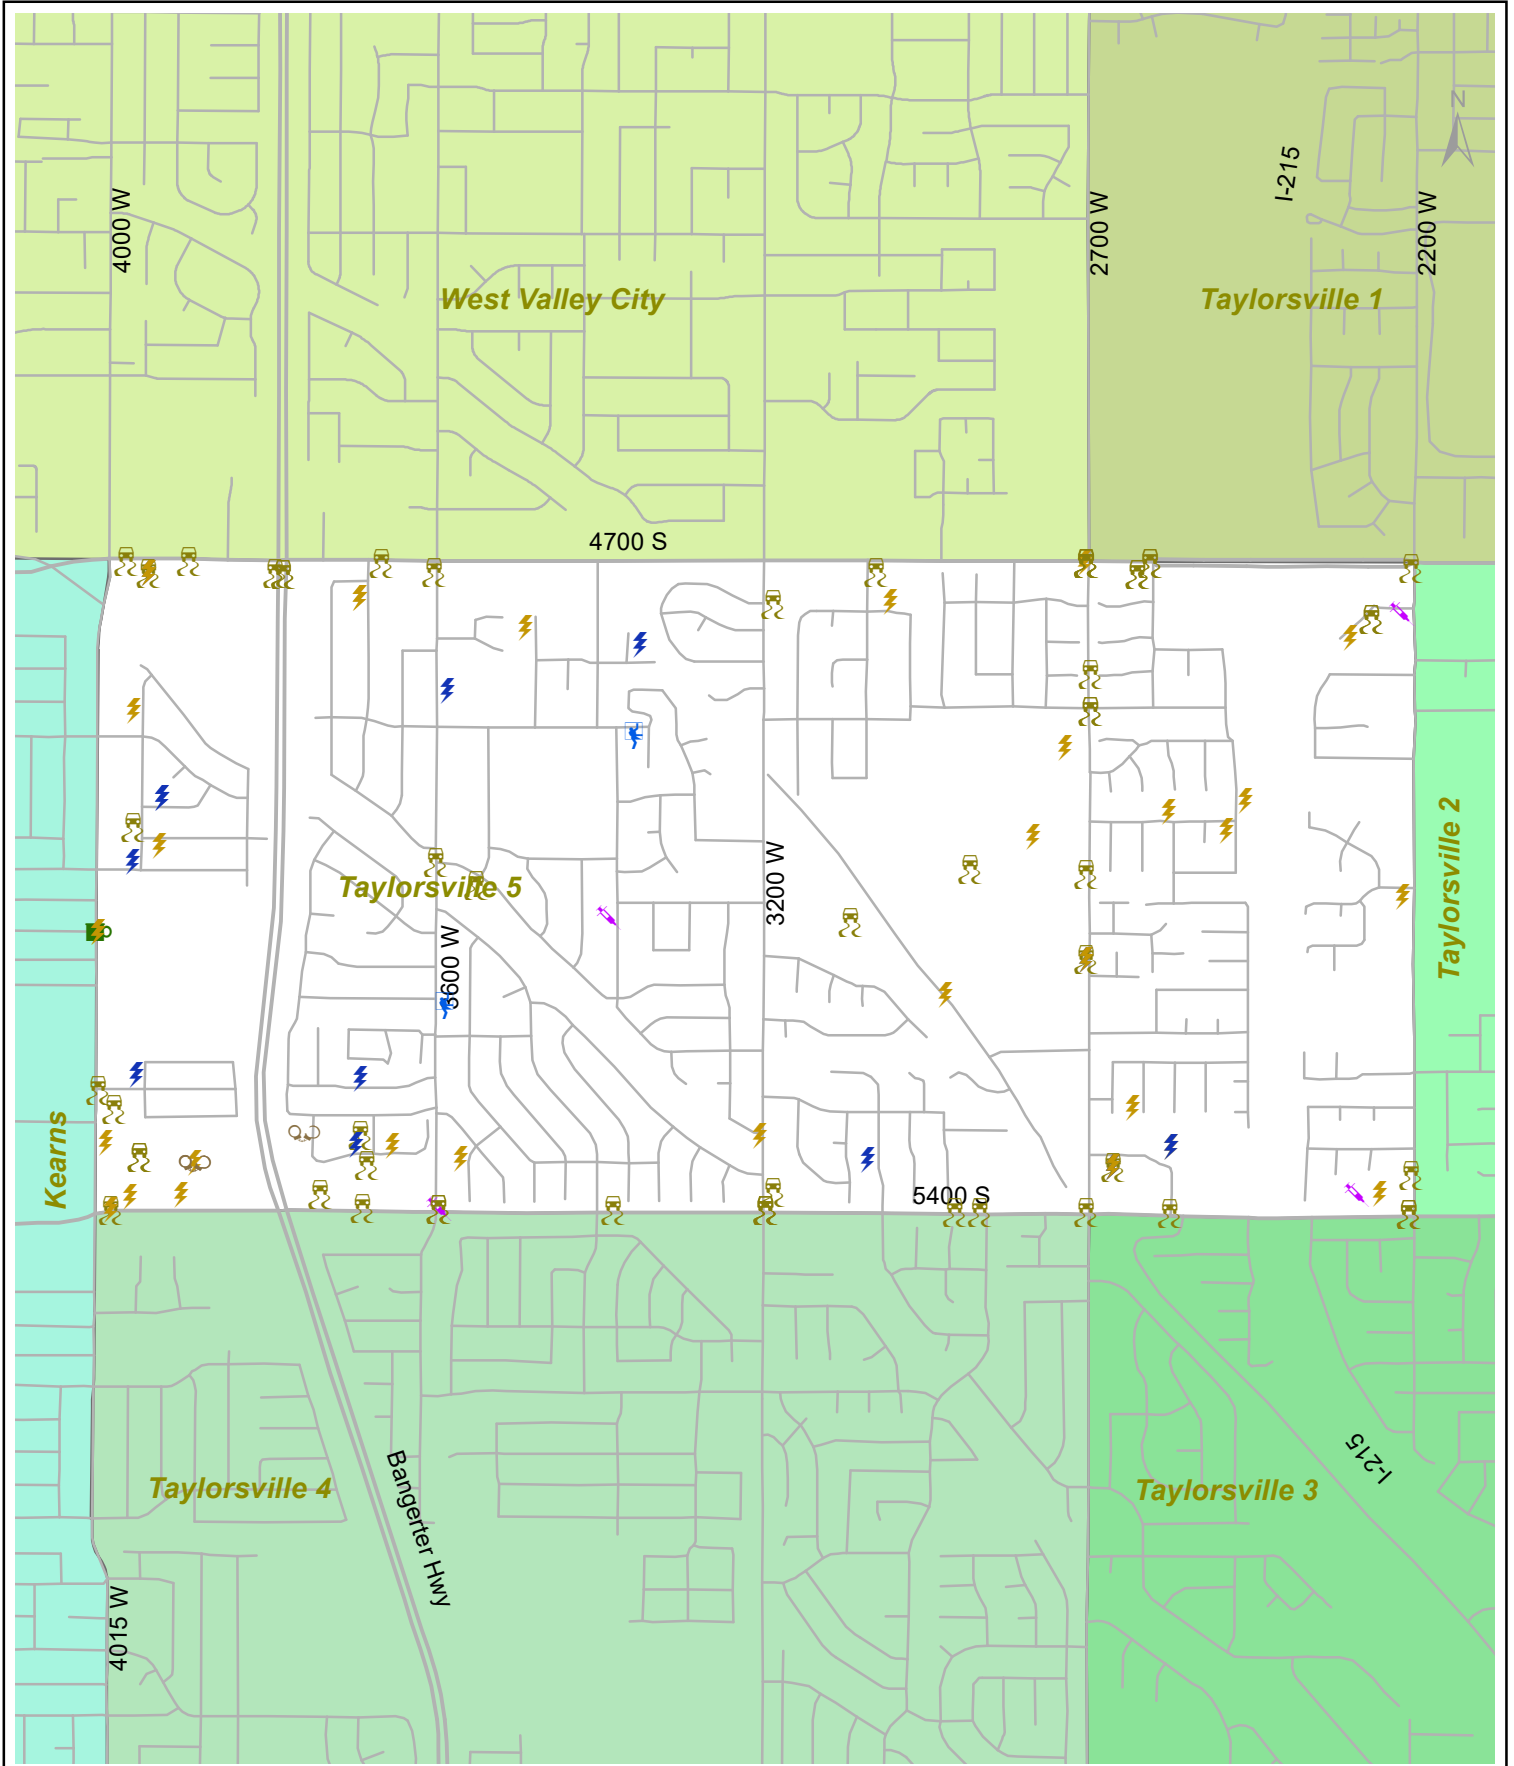 N
I-215
4000 W
2700 W
2200 W
West Valley City
Taylorsville 1
4700 S
Taylorsville 2
3200 W
Taylorsville 5
3600 W
Kearns
5400 S
I-215
Taylorsville 4
Taylorsville 3
Bangerter Hwy
4015 W